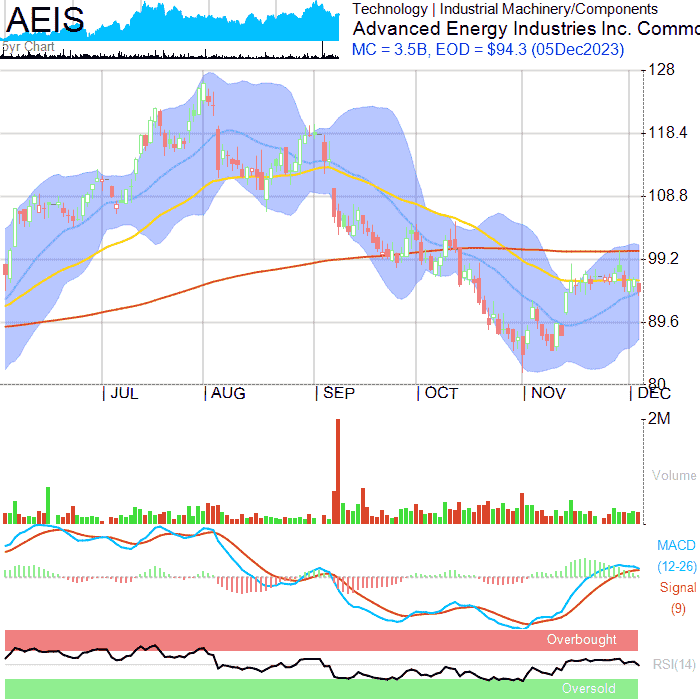 AEIS
5yr Chart
Technology | Industrial Machinery/Components
Advanced Energy Industries Inc. Commo
MC = 3.5B, EOD = $94.3 (05Dec2023)
128
118.4
108.8
99.2
89.6
80
JUL AUG SEP OCT NOV DEC
2M
Volume
MACD
(12-26)
Signal
(9)
Overbought
RSI(14)
Oversold